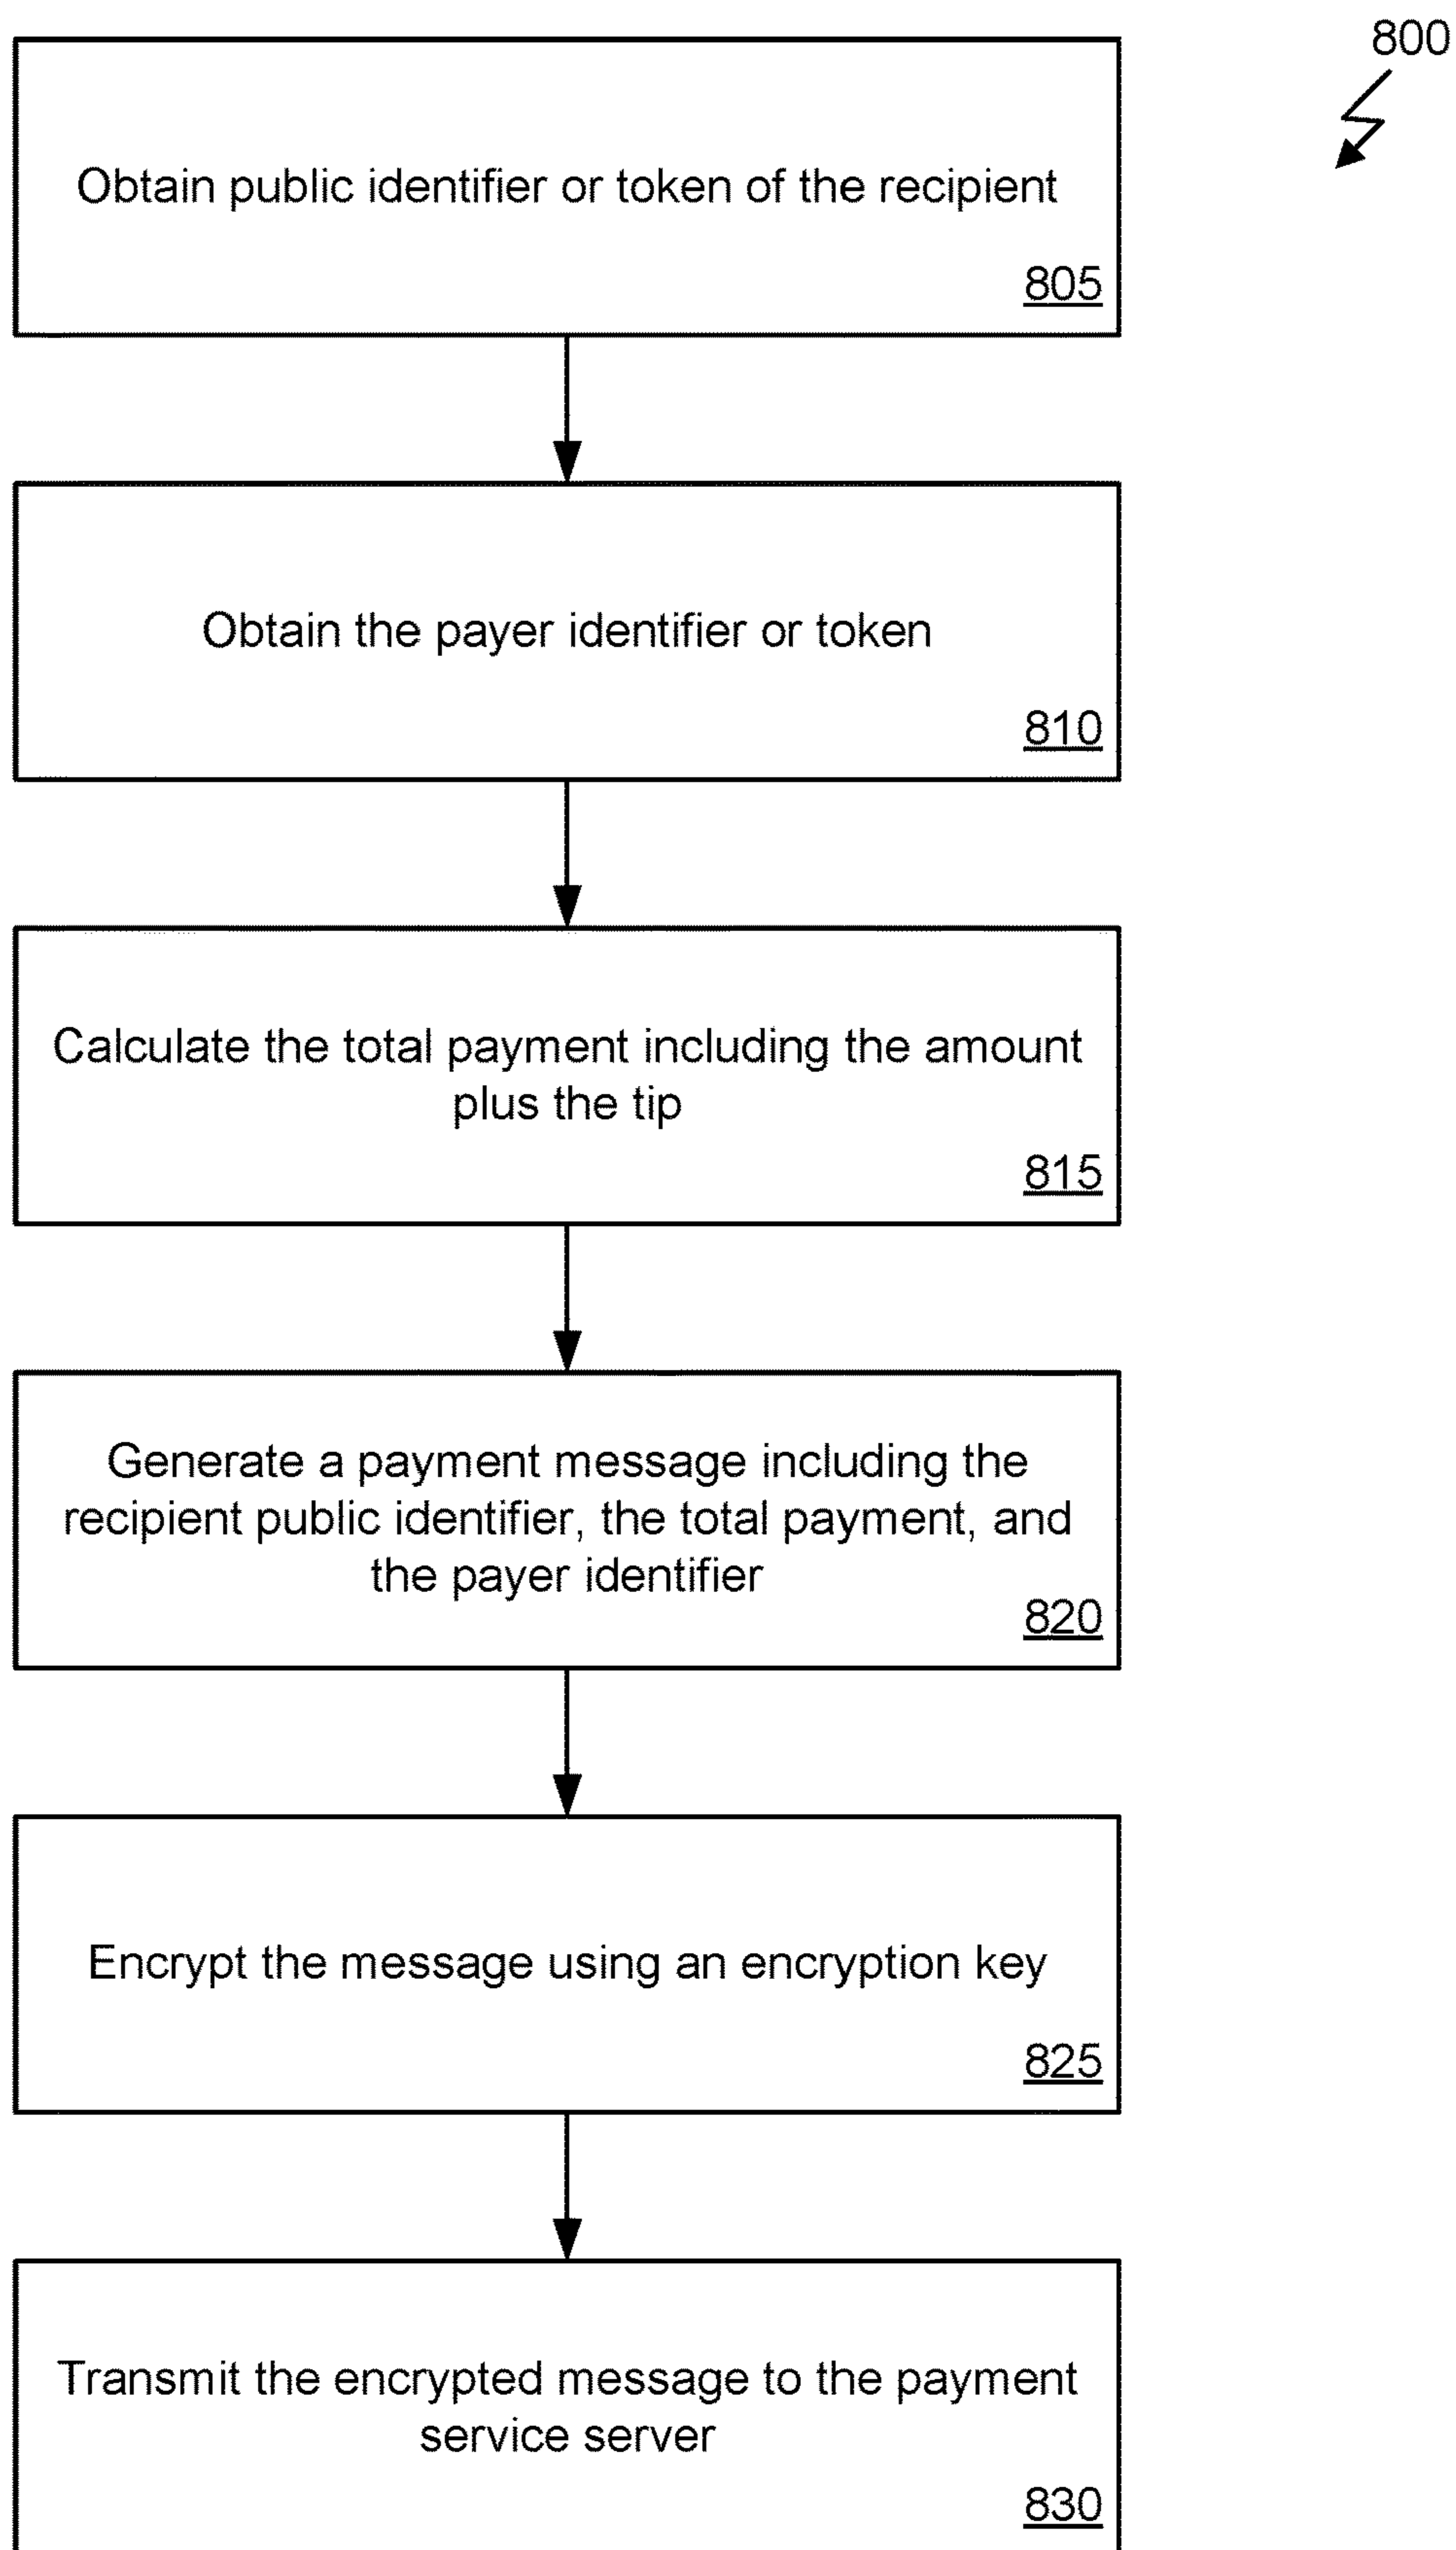 800
Obtain public identifier or token of the recipient
805
Obtain the payer identifier or token
810
Calculate the total payment including the amount
plus the tip
815
Generate a payment message including the
recipient public identifier, the total payment, and
the payer identifier
820
Encrypt the message using an encryption key
825
Transmit the encrypted message to the payment
service server
830